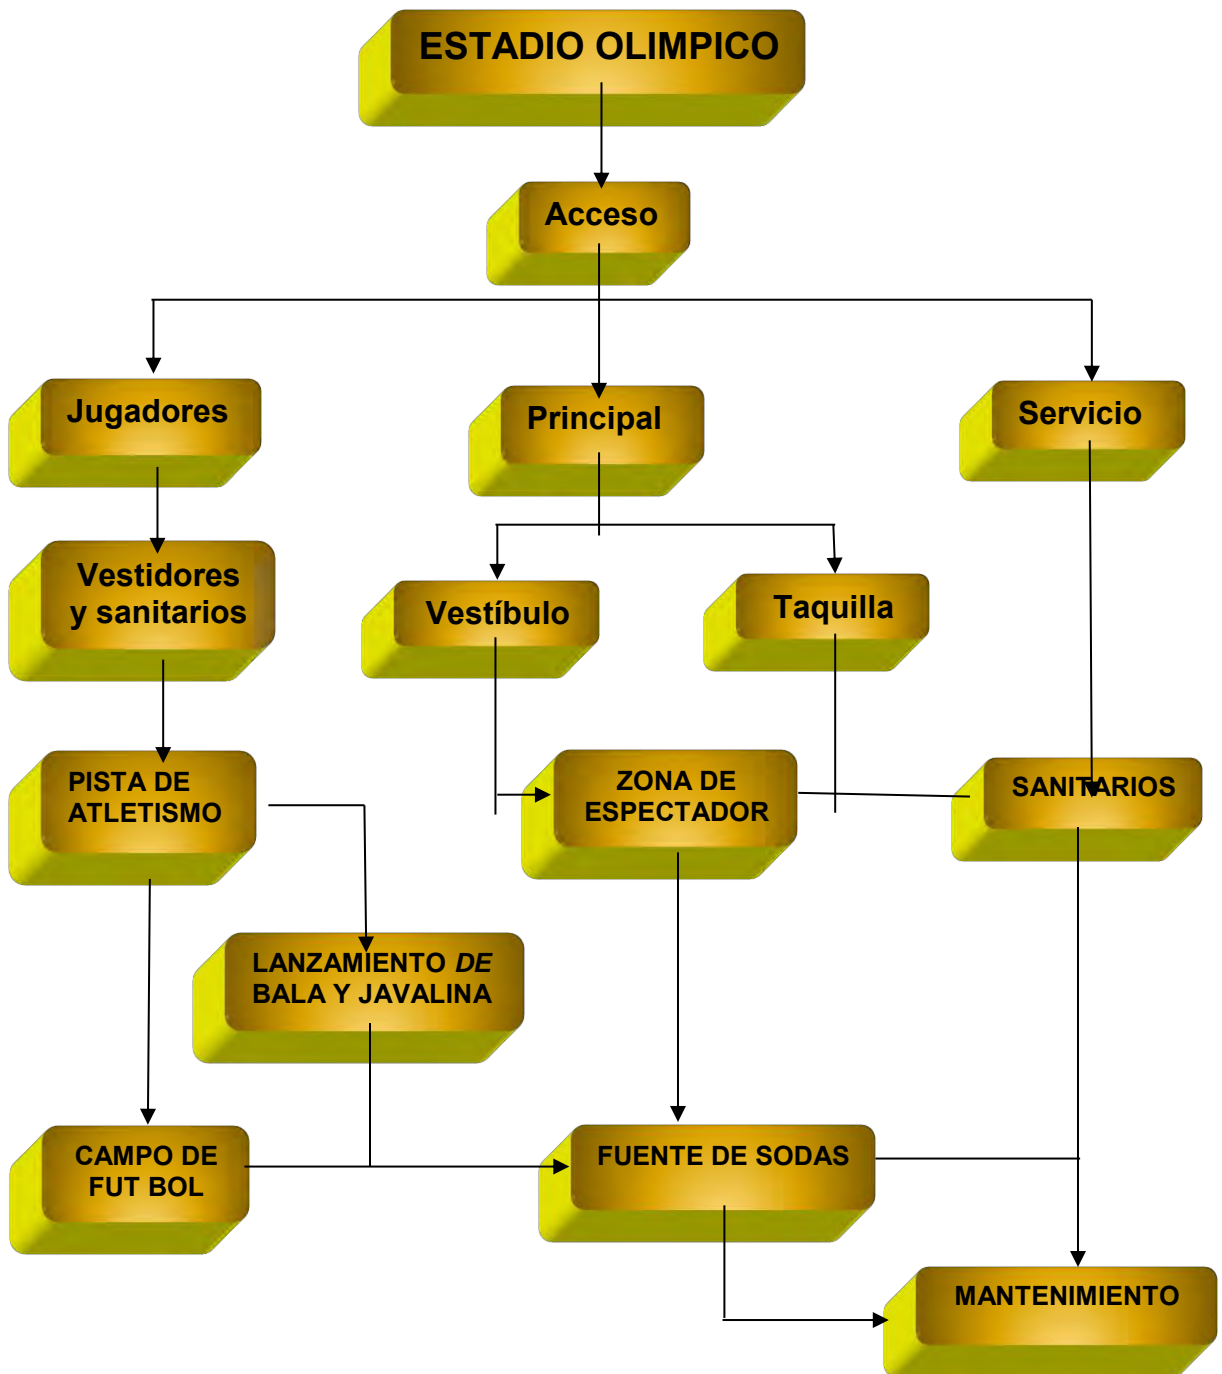 ESTADIO OLIMPICO
Acceso
Jugadores
Principal
Servicio
Vestidores
y sanitarios
Vestíbulo
Taquilla
PISTA DE
ATLETISMO
ZONA DE
ESPECTADOR
SANITARIOS
LANZAMIENTO DE
BALA Y JAVALINA
CAMPO DE
FUT BOL
FUENTE DE SODAS
MANTENIMIENTO